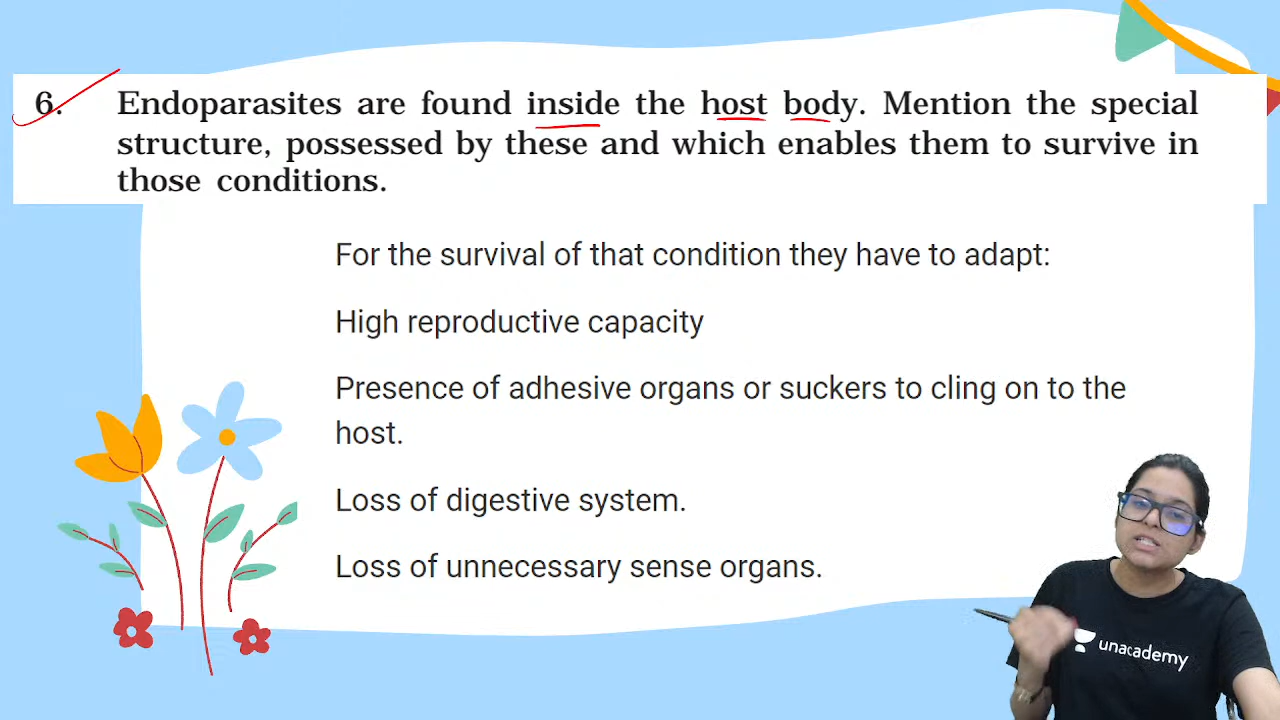 6. Endoparasites are found inside the host body. Mention the special
structure, possessed by these and which enables them to survive in
those conditions.
For the survival of that condition they have to adapt:
High reproductive capacity
Presence of adhesive organs or suckers to cling on to the
host.
Loss of digestive system.
Loss of unnecessary sense organs.
unacademy